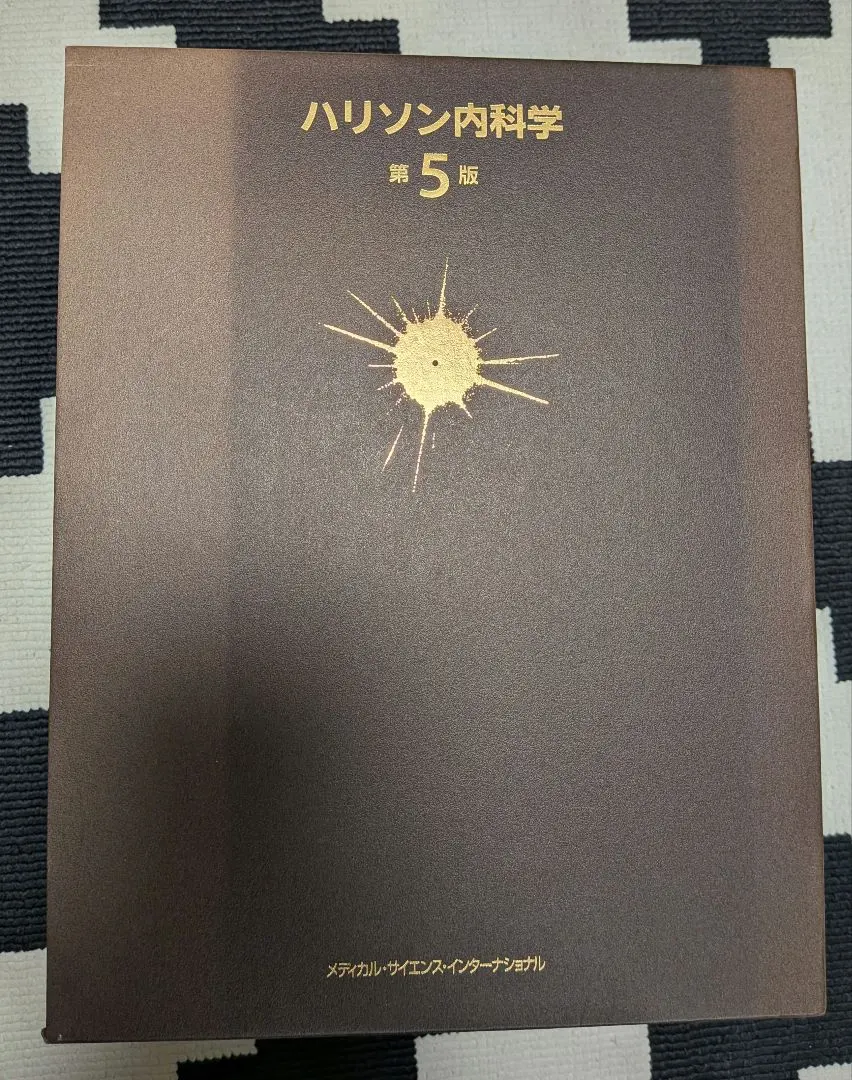 ハリソン内科学
第5版
メディカル・サイエンス・インターナショナル